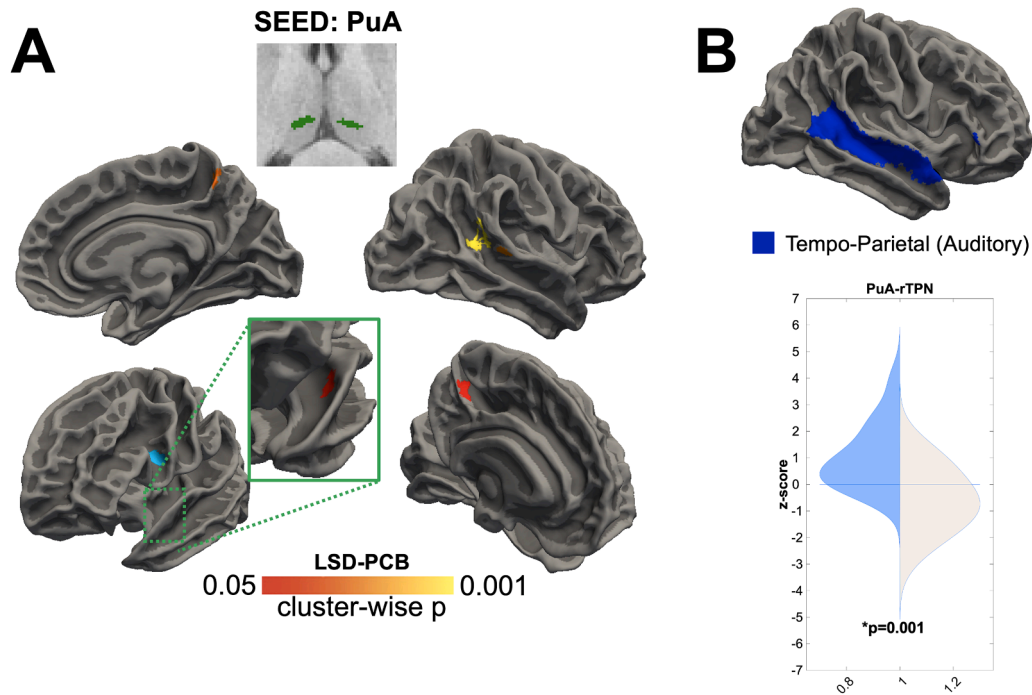 A
SEED: PuA
LSD-PCB
0.05
0.001
cluster-wise p
B
Tempo-Parietal (Auditory)
PuA-rTPN
7
6
5
4
3
2
1
0
-1
-2
-3
-4
-5
-6
-7
z-score
*p=0.001
0.8
1
1.2